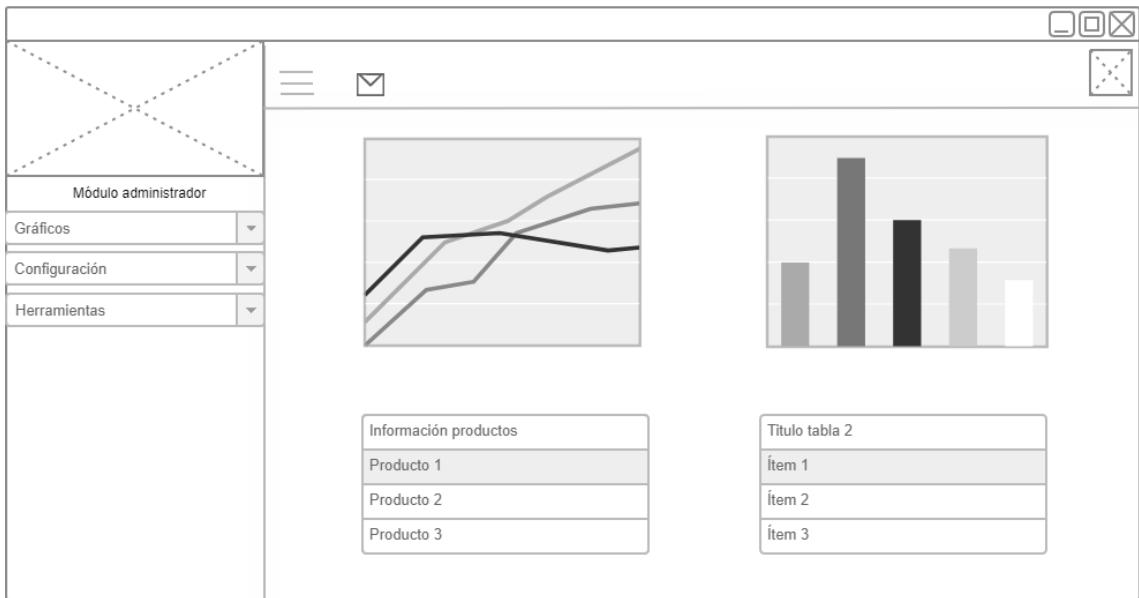 Módulo administrador
Gráficos
Configuración
Herramientas
Información productos
Producto 1
Producto 2
Producto 3
Titulo tabla 2
Ítem 1
Ítem 2
Ítem 3